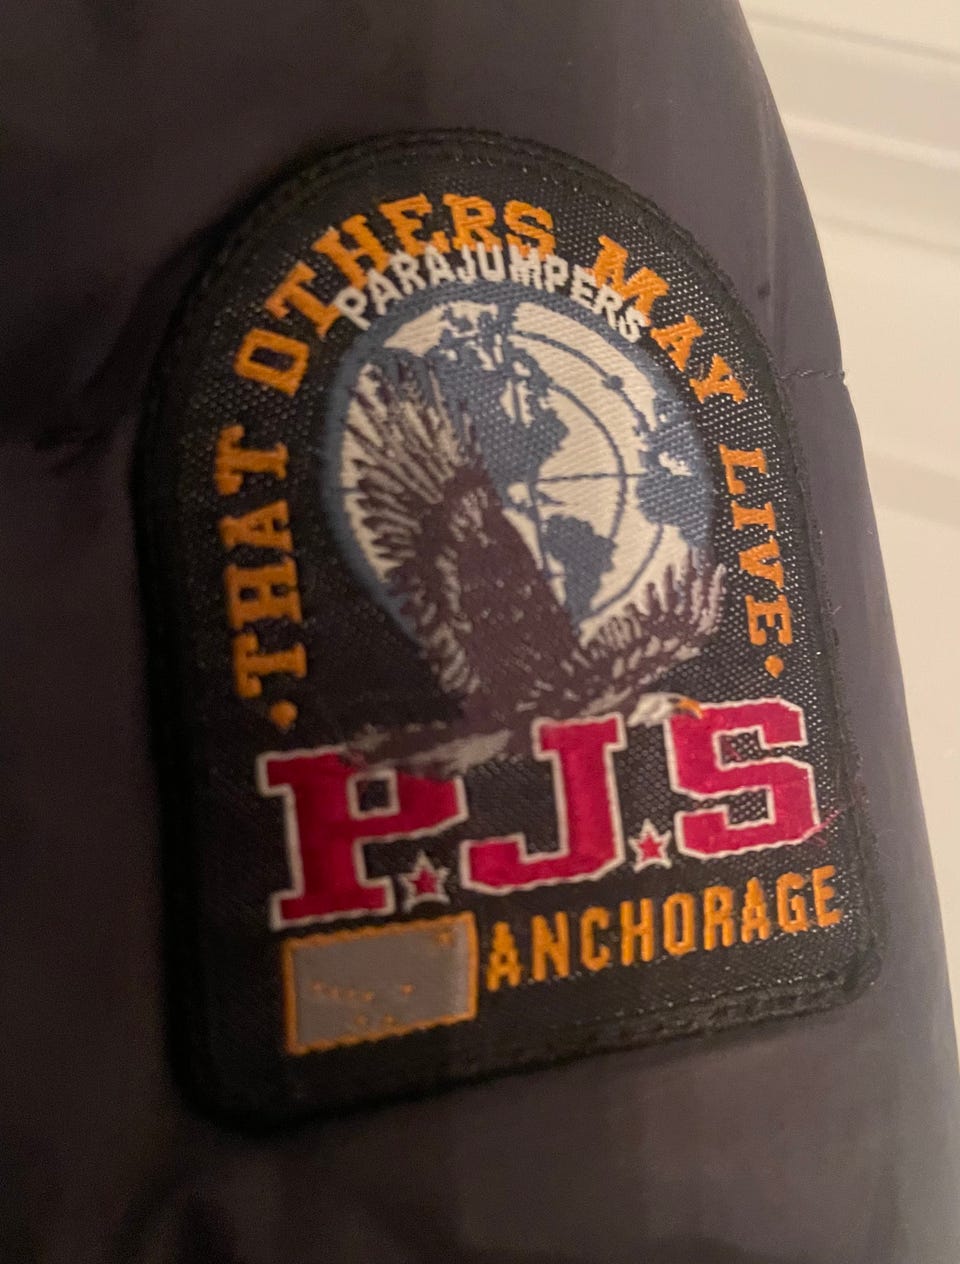 · THAT OTHERS MAY LIVE ·
PARAJUMPERS
P.J.S
ANCHORAGE